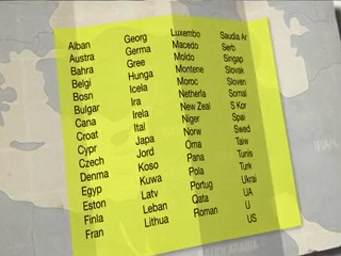 Alban
Austra
Bahra
Belgi
Bosn
Bulgar
Cana
Croat
Cypr
Czech
Denma
Egyp
Eston
Finla
Fran
Georg
Germa
Gree
Hunga
Icela
Ira
Irela
Ital
Japa
Jord
Koso
Kuwa
Latv
Leban
Lithua
Luxembo
Macedo
Moldo
Montene
Moroc
Netherla
New Zeal
Niger
Norw
Oma
Pana
Pola
Portug
Qata
Roman
Saudia Ar
Serb
Singap
Slovak
Sloven
Somal
S Kor
Spai
Swed
Taiw
Tunis
Turk
Ukrai
UA
U
US
IRAN
SAUDI ARABIA